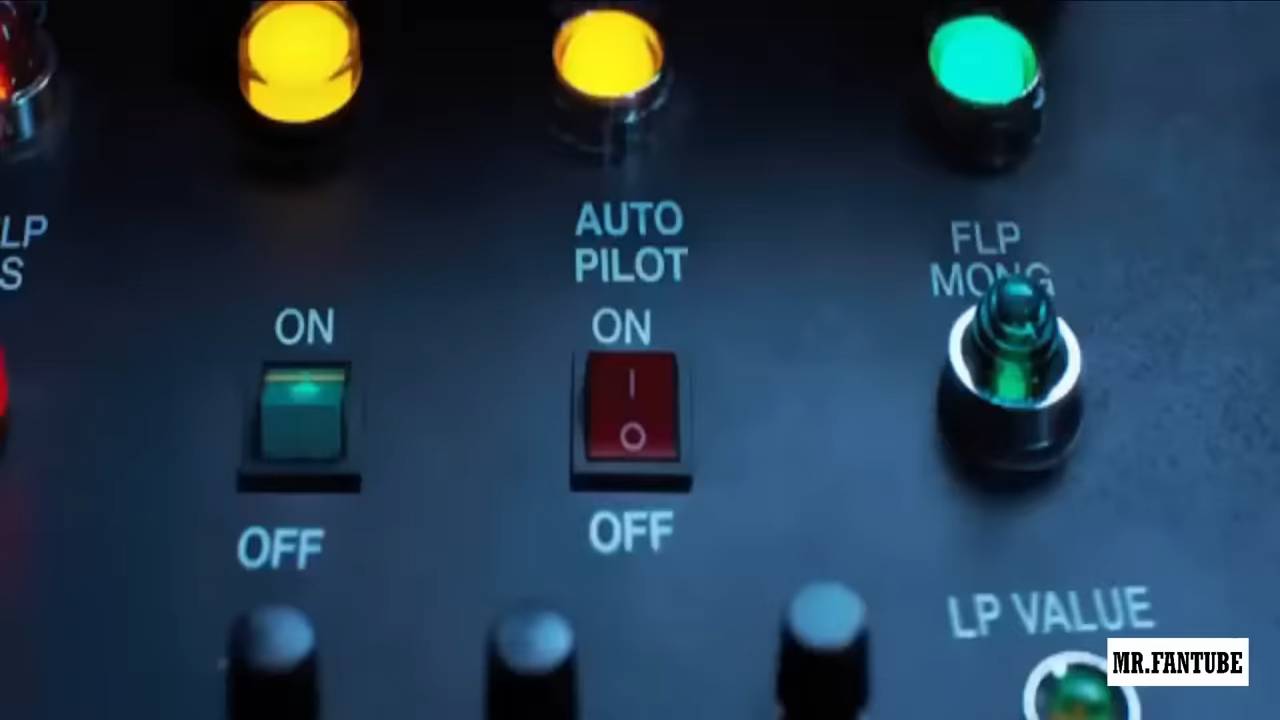 LP
S
AUTO
PILOT
FLP
MONG
ON
ON
I
O
OFF
OFF
LP VALUE
MR.FANTUBE